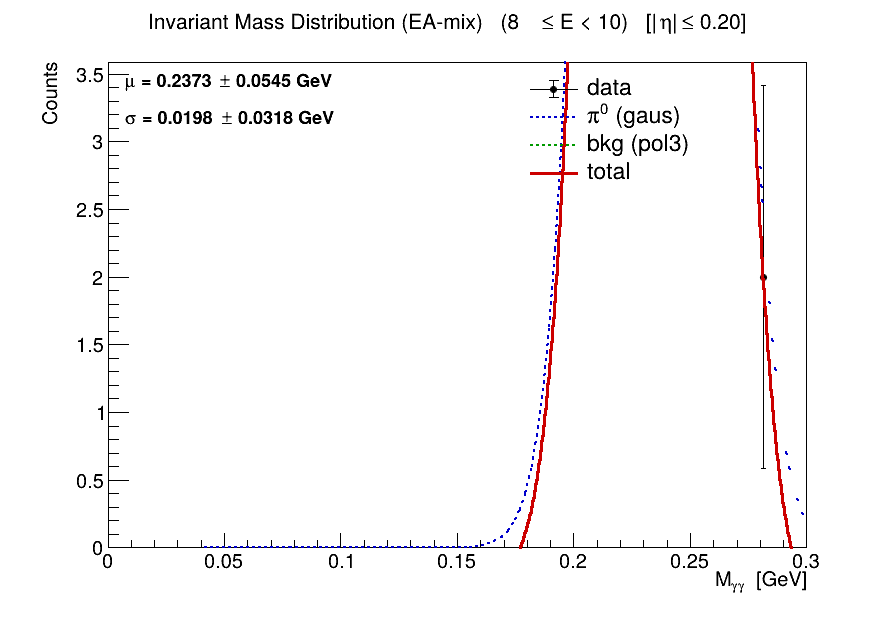 Invariant Mass Distribution (EA-mix) (8 ≤ E < 10) [|η| ≤ 0.20]
Counts
μ = 0.2373 ± 0.0545 GeV
σ = 0.0198 ± 0.0318 GeV
data
π⁰ (gaus)
bkg (pol3)
total
3.5
3
2.5
2
1.5
1
0.5
0
0 0.05 0.1 0.15 0.2 0.25 0.3
Mγγ [GeV]